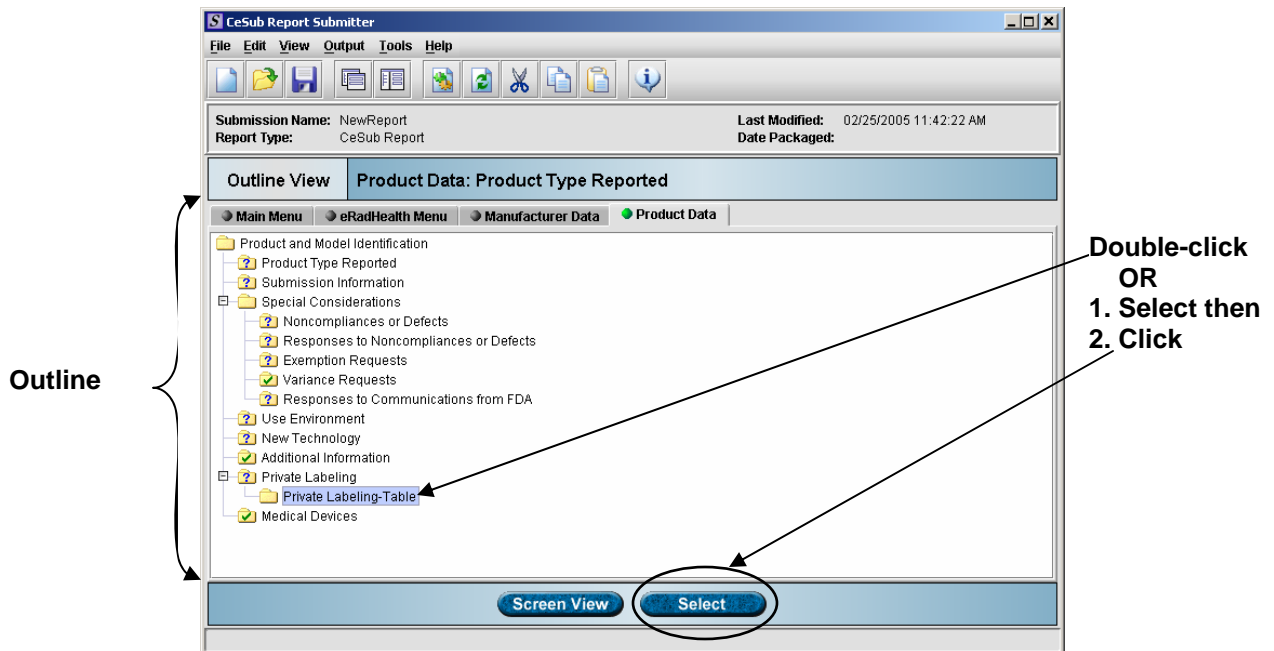 CeSub Report Submitter
File Edit View Output Tools Help
Submission Name: NewReport Last Modified: 02/25/2005 11:42:22 AM
Report Type: CeSub Report Date Packaged:
Outline View Product Data: Product Type Reported
Main Menu eRadHealth Menu Manufacturer Data Product Data
Product and Model Identification
Product Type Reported
Submission Information
Special Considerations
Noncompliances or Defects
Responses to Noncompliances or Defects
Exemption Requests
Variance Requests
Responses to Communications from FDA
Use Environment
New Technology
Additional Information
Private Labeling
Private Labeling-Table
Medical Devices
Screen View Select
Outline
Double-click
OR
1. Select then
2. Click